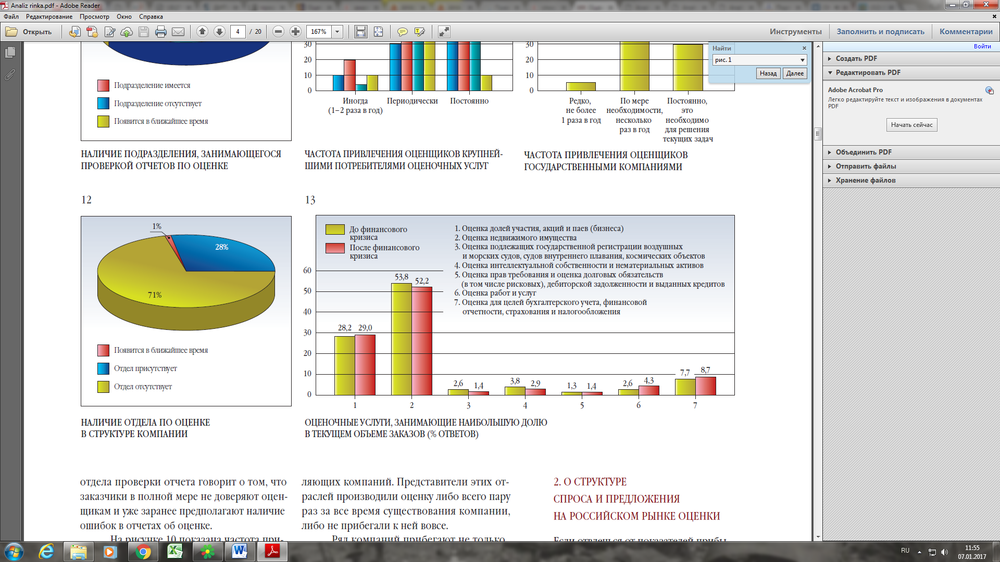 Analiz rinka.pdf - Adobe Reader
Файл Редактирование Просмотр Окно Справка
Открыть
4 / 20
167%
Инструменты
Заполнить и подписать
Комментарии
Войти
Найти
рис. 1
Назад Далее
Создать PDF
Редактировать PDF
Adobe Acrobat Pro
Легко редактируйте текст и изображения в документах
PDF
Начать сейчас
Объединить PDF
Отправить файлы
Хранение файлов
Подразделение имеется
Подразделение отсутствует
Появится в ближайшее время
НАЛИЧИЕ ПОДРАЗДЕЛЕНИЯ, ЗАНИМАЮЩЕГОСЯ
ПРОВЕРКОЙ ОТЧЕТОВ ПО ОЦЕНКЕ
30
20
10
0
Иногда
(1–2 раза в год)
Периодически
Постоянно
ЧАСТОТА ПРИВЛЕЧЕНИЯ ОЦЕНЩИКОВ КРУПНЕЙ-
ШИМИ ПОТРЕБИТЕЛЯМИ ОЦЕНОЧНЫХ УСЛУГ
30
20
10
0
Редко,
не более
1 раза в год
По мере
необходимости,
несколько
раз в год
Постоянно,
это
необходимо
для решения
текущих задач
ЧАСТОТА ПРИВЛЕЧЕНИЯ ОЦЕНЩИКОВ
ГОСУДАРСТВЕННЫМИ КОМПАНИЯМИ
12
1%
28%
71%
Появится в ближайшее время
Отдел присутствует
Отдел отсутствует
НАЛИЧИЕ ОТДЕЛА ПО ОЦЕНКЕ
В СТРУКТУРЕ КОМПАНИИ
13
До финансового
кризиса
После финансового
кризиса
1. Оценка долей участия, акций и паев (бизнеса)
2. Оценка недвижимого имущества
3. Оценка подлежащих государственной регистрации воздушных
и морских судов, судов внутреннего плавания, космических объектов
4. Оценка интеллектуальной собственности и нематериальных активов
5. Оценка прав требования и оценка долговых обязательств
(в том числе рисковых), дебиторской задолженности и выданных кредитов
6. Оценка работ и услуг
7. Оценка для целей бухгалтерского учета, финансовой
отчетности, страхования и налогообложения
60
50
40
30
20
10
0
28,2 29,0
53,8 52,2
2,6 1,4
3,8 2,9
1,3 1,4
2,6 4,3
7,7 8,7
1 2 3 4 5 6 7
ОЦЕНОЧНЫЕ УСЛУГИ, ЗАНИМАЮЩИЕ НАИБОЛЬШУЮ ДОЛЮ
В ТЕКУЩЕМ ОБЪЕМЕ ЗАКАЗОВ (% ОТВЕТОВ)
отдела проверки отчета говорит о том, что
заказчики в полной мере не доверяют оцен-
щикам и уже заранее предполагают наличие
ошибок в отчетах об оценке.
На рисунке 10 показана частота при-
ляющих компаний. Представители этих от-
раслей производили оценку либо всего пару
раз за все время существования компании,
либо не прибегали к ней вовсе.
Ряд компаний прибегают не только
2. О СТРУКТУРЕ
СПРОСА И ПРЕДЛОЖЕНИЯ
НА РОССИЙСКОМ РЫНКЕ ОЦЕНКИ
Если отвлечься от показателей прибы-
RU
11:55
07.01.2017